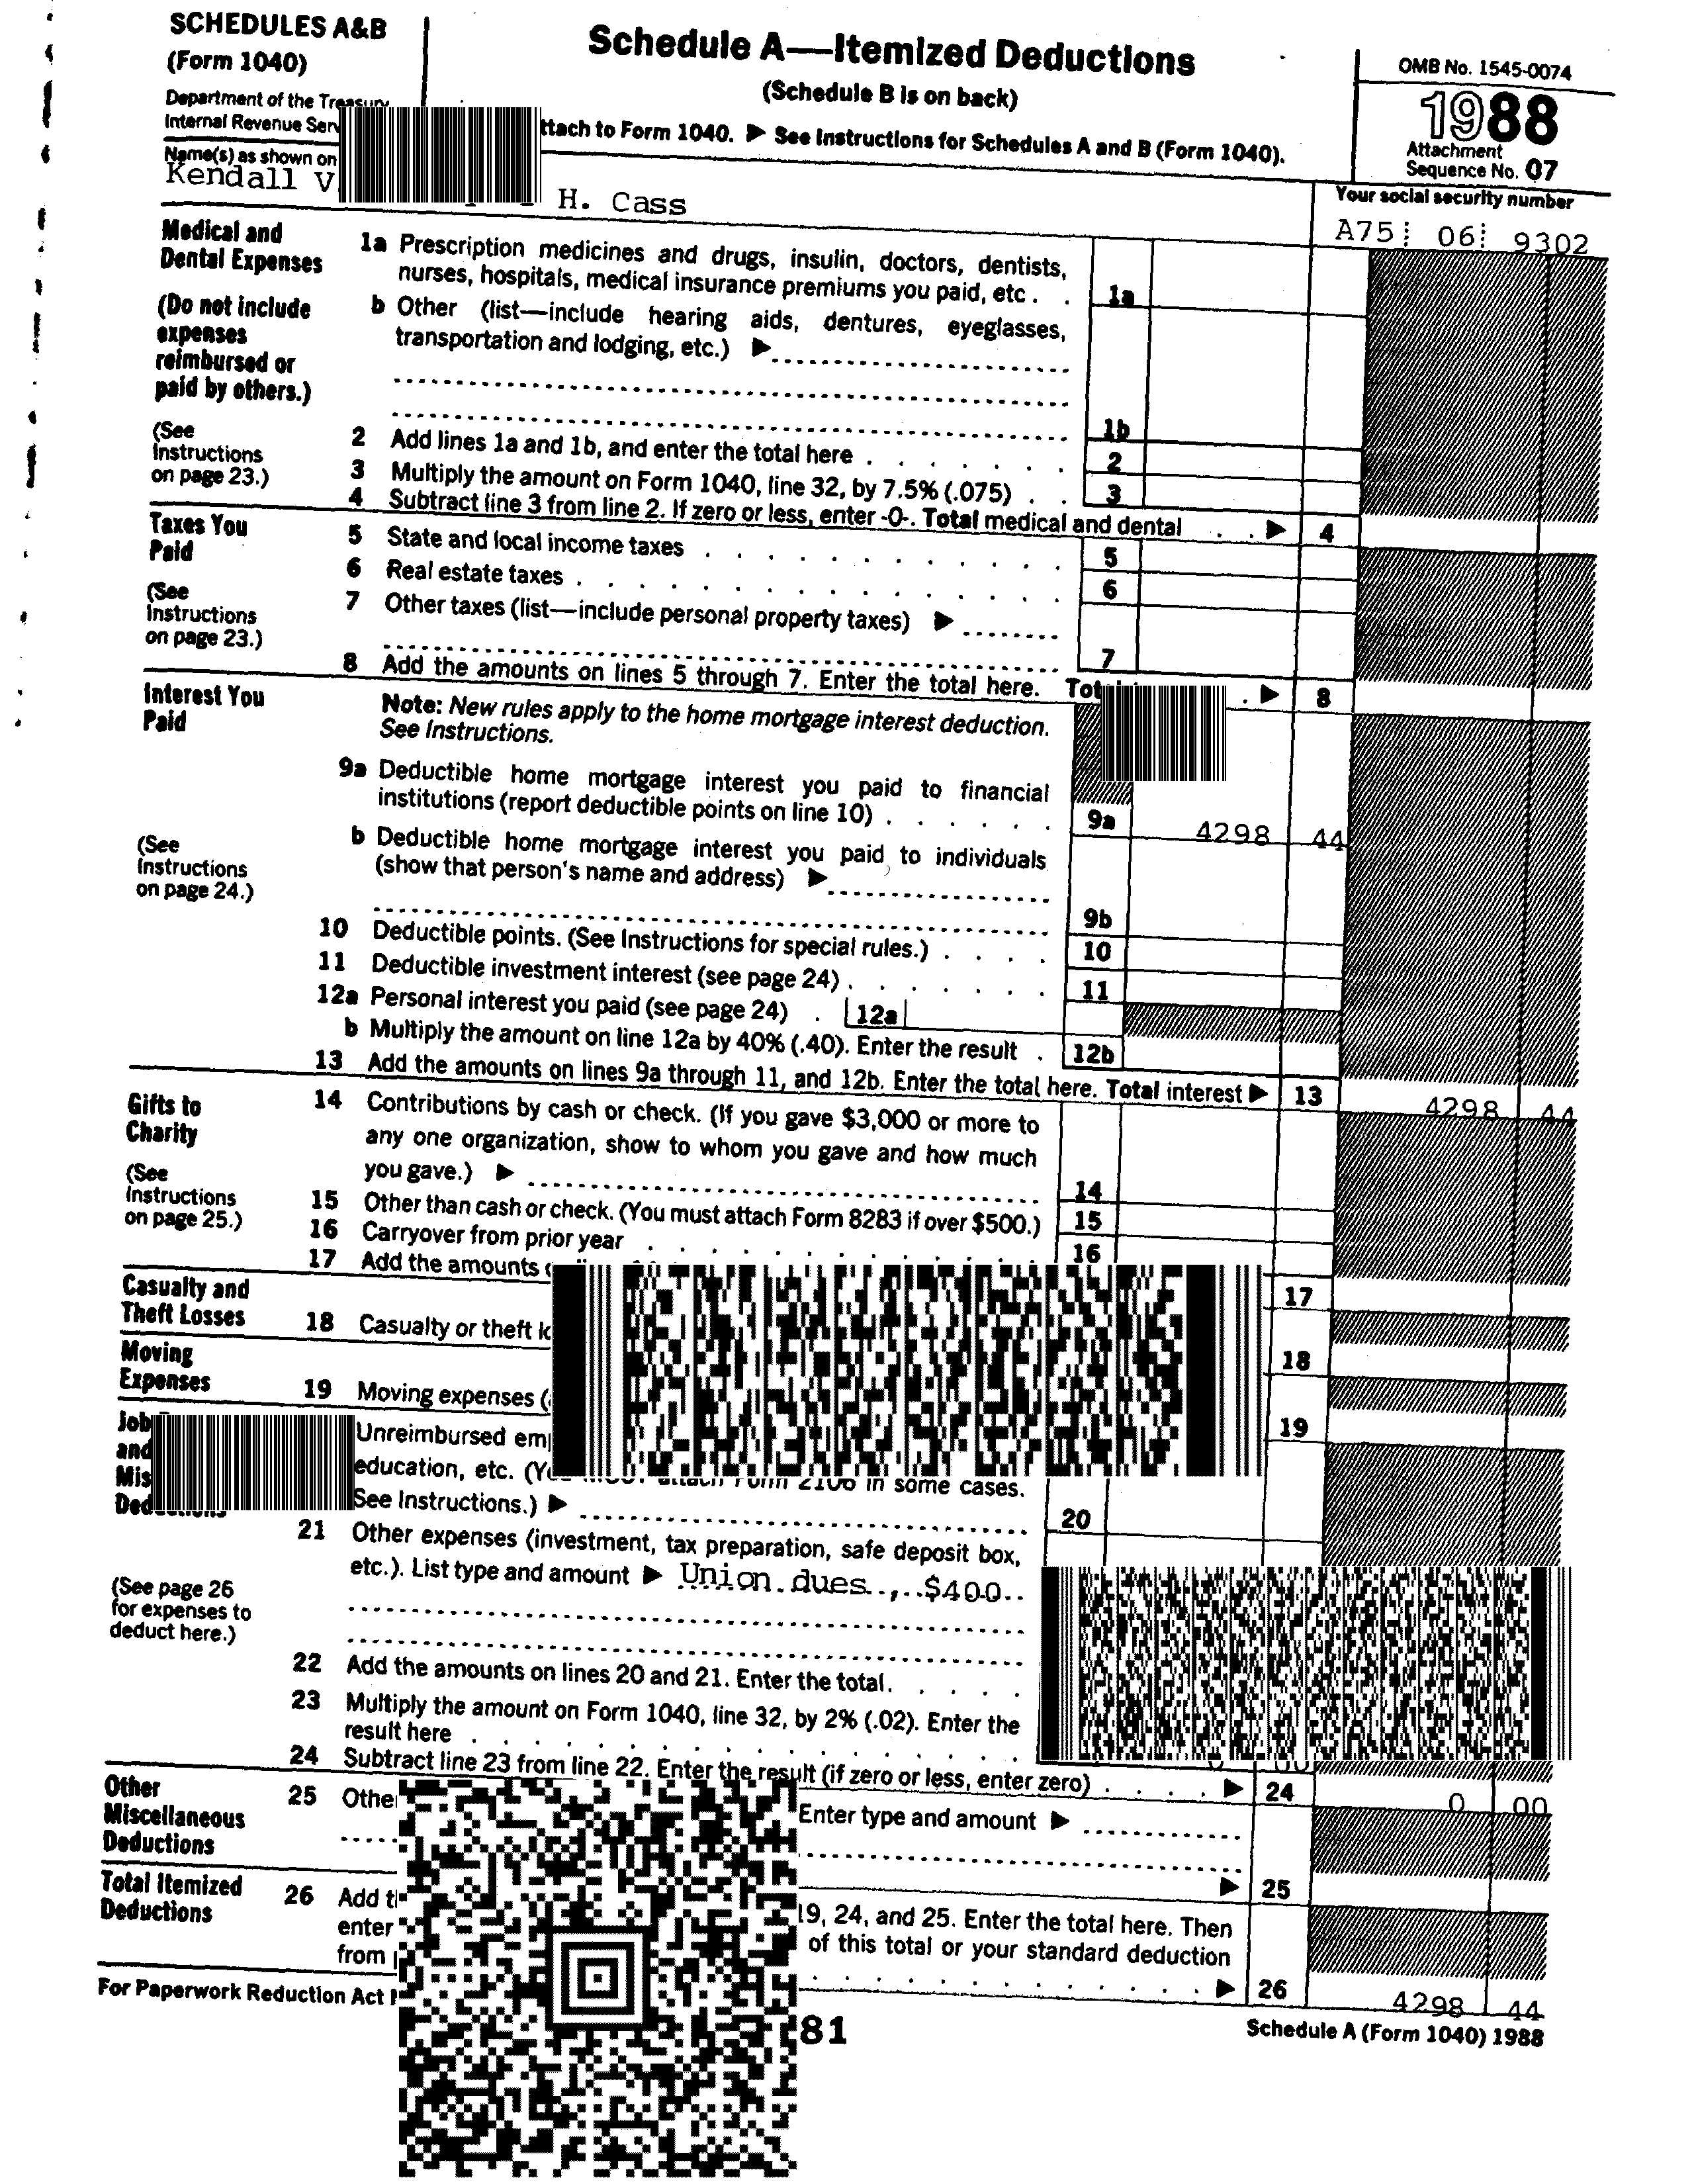 SCHEDULES A&B
(Form 1040)
Department of the Treasury
Internal Revenue
Schedule A—Itemized Deductions
(Schedule B is on back)
to Form 1040. ▶ See Instructions for Schedules A and B (Form 1040).
OMB No. 1545-0074
1988
Attachment
Sequence No. 07
Name(s) as shown on
Kendall V H. Cass
Your social security number
A75 06 9302
Medical and
Dental Expenses
(Do not include
expenses
reimbursed or
paid by others.)
(See
Instructions
on page 23.)
1a Prescription medicines and drugs, insulin, doctors, dentists,
nurses, hospitals, medical insurance premiums you paid, etc . . 1a
b Other (list—include hearing aids, dentures, eyeglasses,
transportation and lodging, etc.) ▶
1b
2 Add lines 1a and 1b, and enter the total here . . . . . . . 2
3 Multiply the amount on Form 1040, line 32, by 7.5% (.075) . . 3
4 Subtract line 3 from line 2. If zero or less, enter -0-. Total medical and dental . . ▶ 4
Taxes You
Paid
(See
Instructions
on page 23.)
5 State and local income taxes . . . . . . . . . . . 5
6 Real estate taxes . . . . . . . . . . . . . . 6
7 Other taxes (list—include personal property taxes) ▶
7
8 Add the amounts on lines 5 through 7. Enter the total here. . ▶ 8
Interest You
Paid
(See
Instructions
on page 24.)
Note: New rules apply to the home mortgage interest deduction.
See Instructions.
9a Deductible home mortgage interest you paid to financial
institutions (report deductible points on line 10) . . . . . . 9a 4298 44
b Deductible home mortgage interest you paid to individuals
(show that person's name and address) ▶
9b
10 Deductible points. (See Instructions for special rules.) . . . . 10
11 Deductible investment interest (see page 24) . . . . . . . 11
12a Personal interest you paid (see page 24) . 12a
b Multiply the amount on line 12a by 40% (.40). Enter the result . 12b
13 Add the amounts on lines 9a through 11, and 12b. Enter the total here. Total interest ▶ 13 4298 44
Gifts to
Charity
(See
Instructions
on page 25.)
14 Contributions by cash or check. (If you gave $3,000 or more to
any one organization, show to whom you gave and how much
you gave.) ▶
14
15 Other than cash or check. (You must attach Form 8283 if over $500.) 15
16 Carryover from prior year . . . . . . . . . . . . 16
17 Add the amounts
17
Casualty and
Theft Losses
18 Casualty or theft
18
Moving
Expenses
19 Moving expenses
19
Job
and
Unreimbursed
education, etc. attach Form 2106 in some cases.
See Instructions.) ▶
20
21 Other expenses (investment, tax preparation, safe deposit box,
etc.). List type and amount ▶ Union dues, $400
(See page 26
for expenses to
deduct here.)
22 Add the amounts on lines 20 and 21. Enter the total. . . . .
23 Multiply the amount on Form 1040, line 32, by 2% (.02). Enter the
result here . . . . . . . . . . . . . . . . .
24 Subtract line 23 from line 22. Enter the result (if zero or less, enter zero) . . . . ▶ 24 0 00
Other
Miscellaneous
Deductions
25 Enter type and amount ▶
▶ 25
Total Itemized
Deductions
26 Add
19, 24, and 25. Enter the total here. Then
enter of this total or your standard deduction
from . . . . . . . . . . . . . ▶ 26 4298 44
For Paperwork Reduction Act
81
Schedule A (Form 1040) 1988